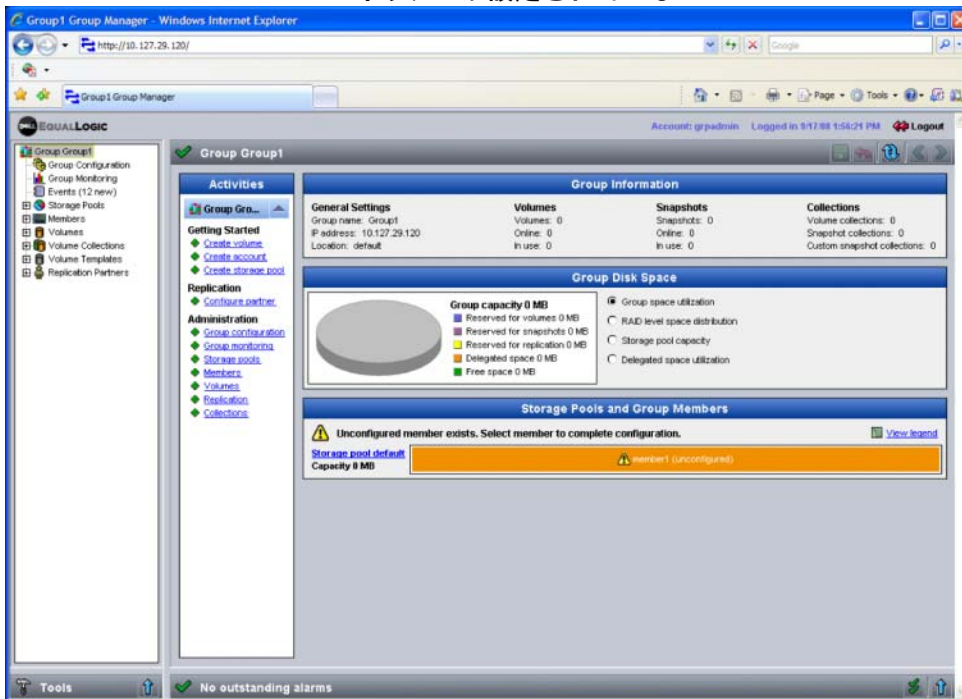 Group1 Group Manager - Windows Internet Explorer
http://10.127.29.120/
Google
Group1 Group Manager
Page
Tools
DELL
EQUALLOGIC
Account: grpadmin Logged in 9/17/08 1:56:21 PM Logout
Group Group1
Group Configuration
Group Monitoring
Events (12 new)
Storage Pools
Members
Volumes
Volume Collections
Volume Templates
Replication Partners
Tools
Group Group1
Activities
Group Gro...
Getting Started
Create volume
Create account
Create storage pool
Replication
Configure partner
Administration
Group configuration
Group monitoring
Storage pools
Members
Volumes
Replication
Collections
Group Information
General Settings
Group name: Group1
IP address: 10.127.29.120
Location: default
Volumes
Volumes: 0
Online: 0
In use: 0
Snapshots
Snapshots: 0
Online: 0
In use: 0
Collections
Volume collections: 0
Snapshot collections: 0
Custom snapshot collections: 0
Group Disk Space
Group capacity 0 MB
Reserved for volumes 0 MB
Reserved for snapshots 0 MB
Reserved for replication 0 MB
Delegated space 0 MB
Free space 0 MB
Group space utilization
RAID level space distribution
Storage pool capacity
Delegated space utilization
Storage Pools and Group Members
Unconfigured member exists. Select member to complete configuration.
View legend
Storage pool default
Capacity 0 MB
member1 (unconfigured)
No outstanding alarms